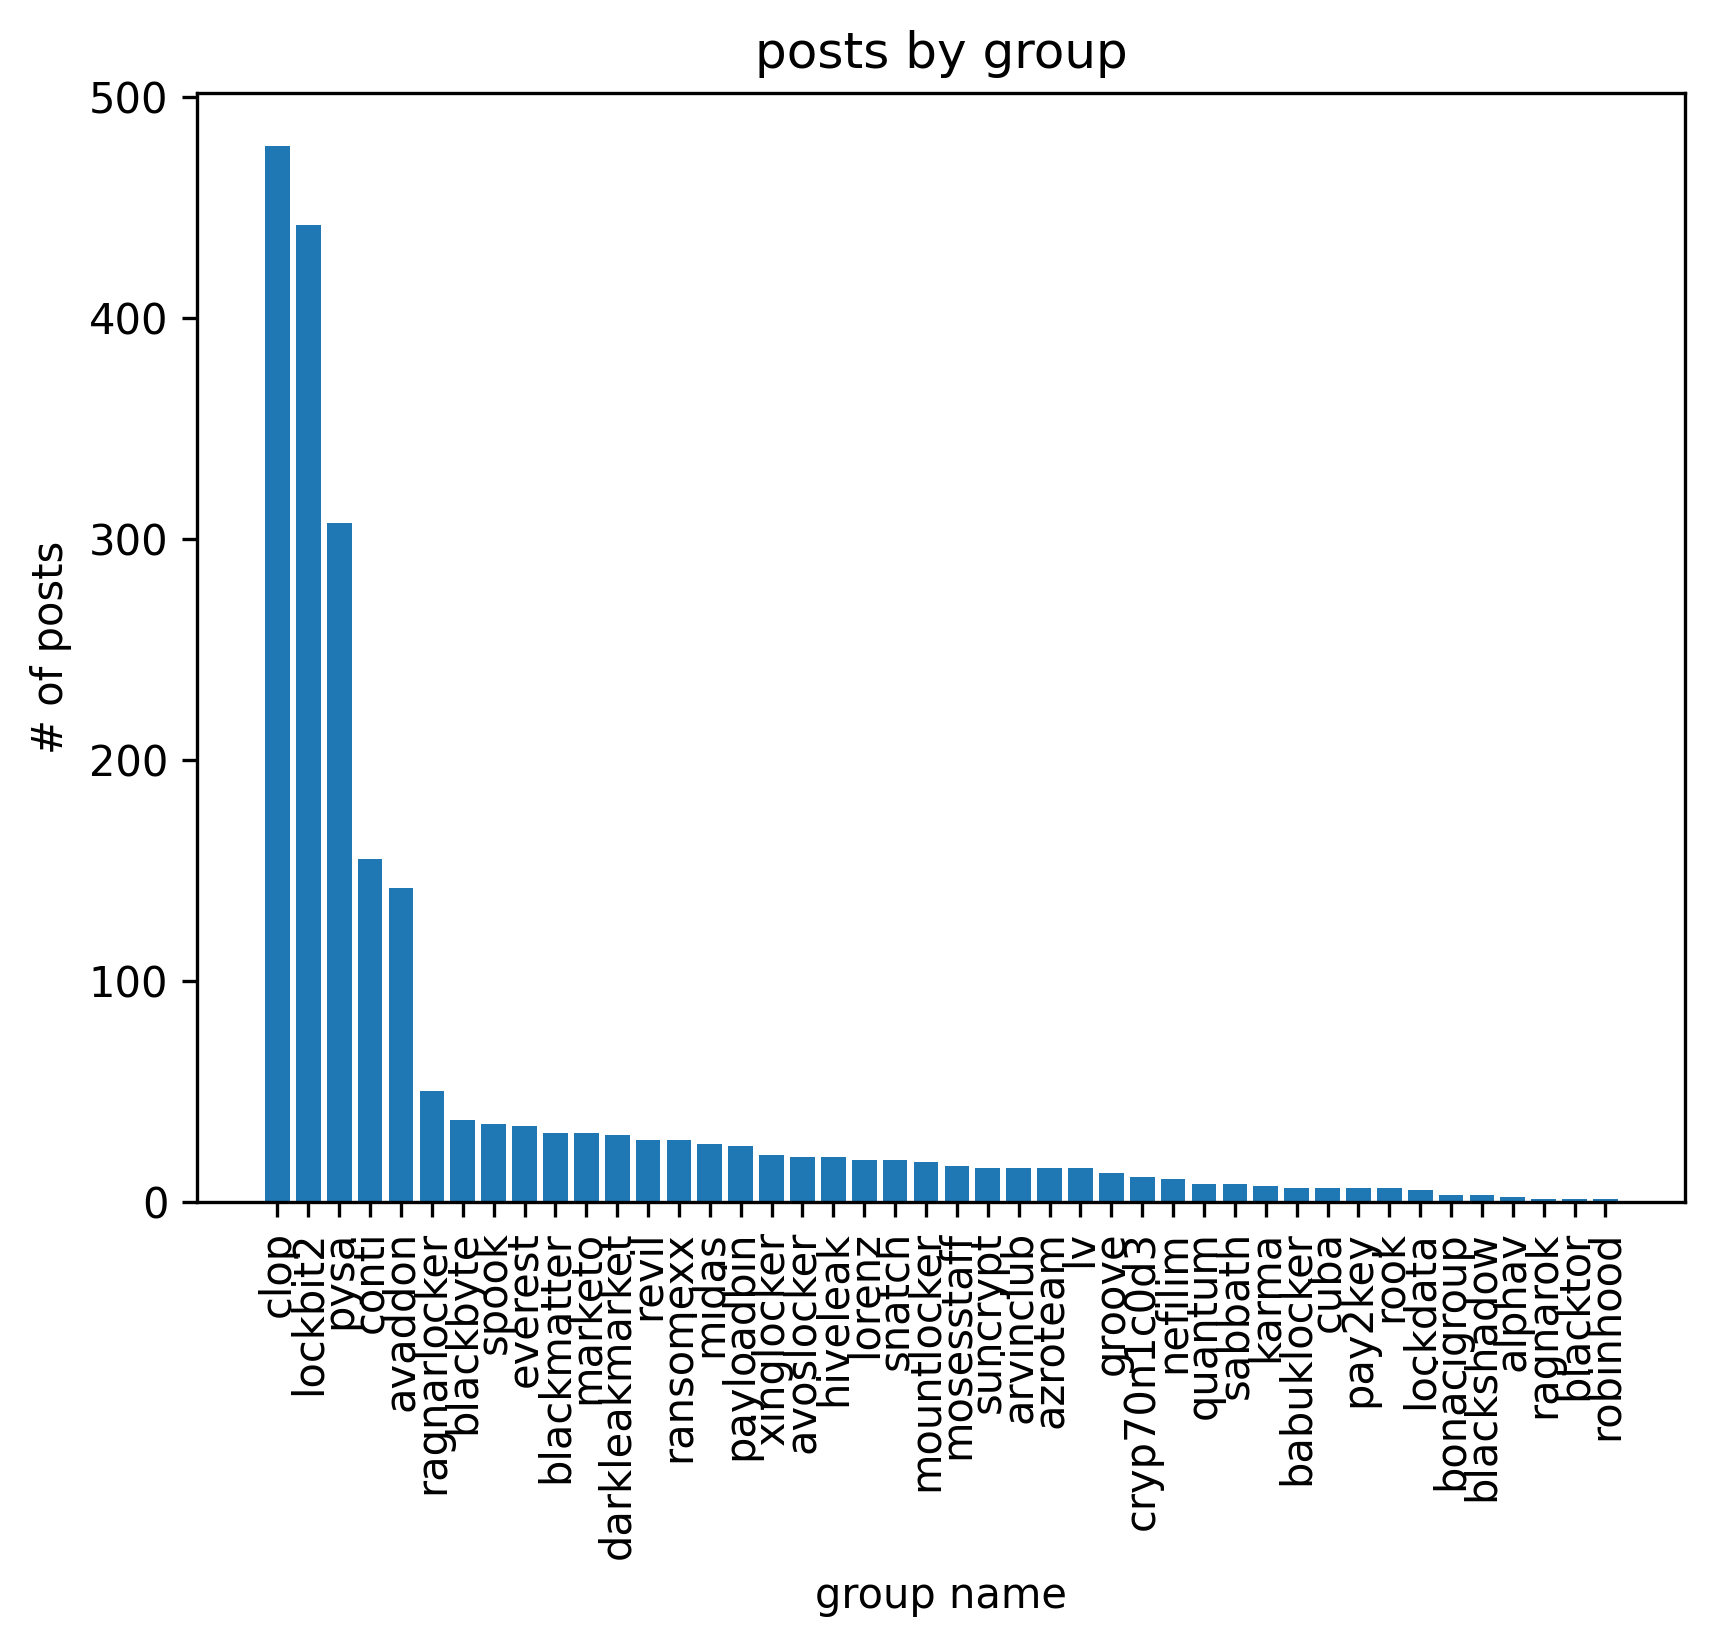 posts by group
# of posts
500
400
300
200
100
0
clop
lockbit2
pysa
conti
avaddon
ragnarlocker
blackbyte
spook
everest
blackmatter
marketo
darkleakmarket
revil
ransomexx
midas
payloadbin
xinglocker
avoslocker
hiveleak
lorenz
snatch
mountlocker
mosesstaff
suncrypt
arvinclub
azroteam
lv
groove
cryp70n1c0d3
nefilim
quantum
sabbath
karma
babuklocker
cuba
pay2key
rook
lockdata
bonacigroup
blackshadow
alphav
ragnarok
blacktor
robinhood
group name